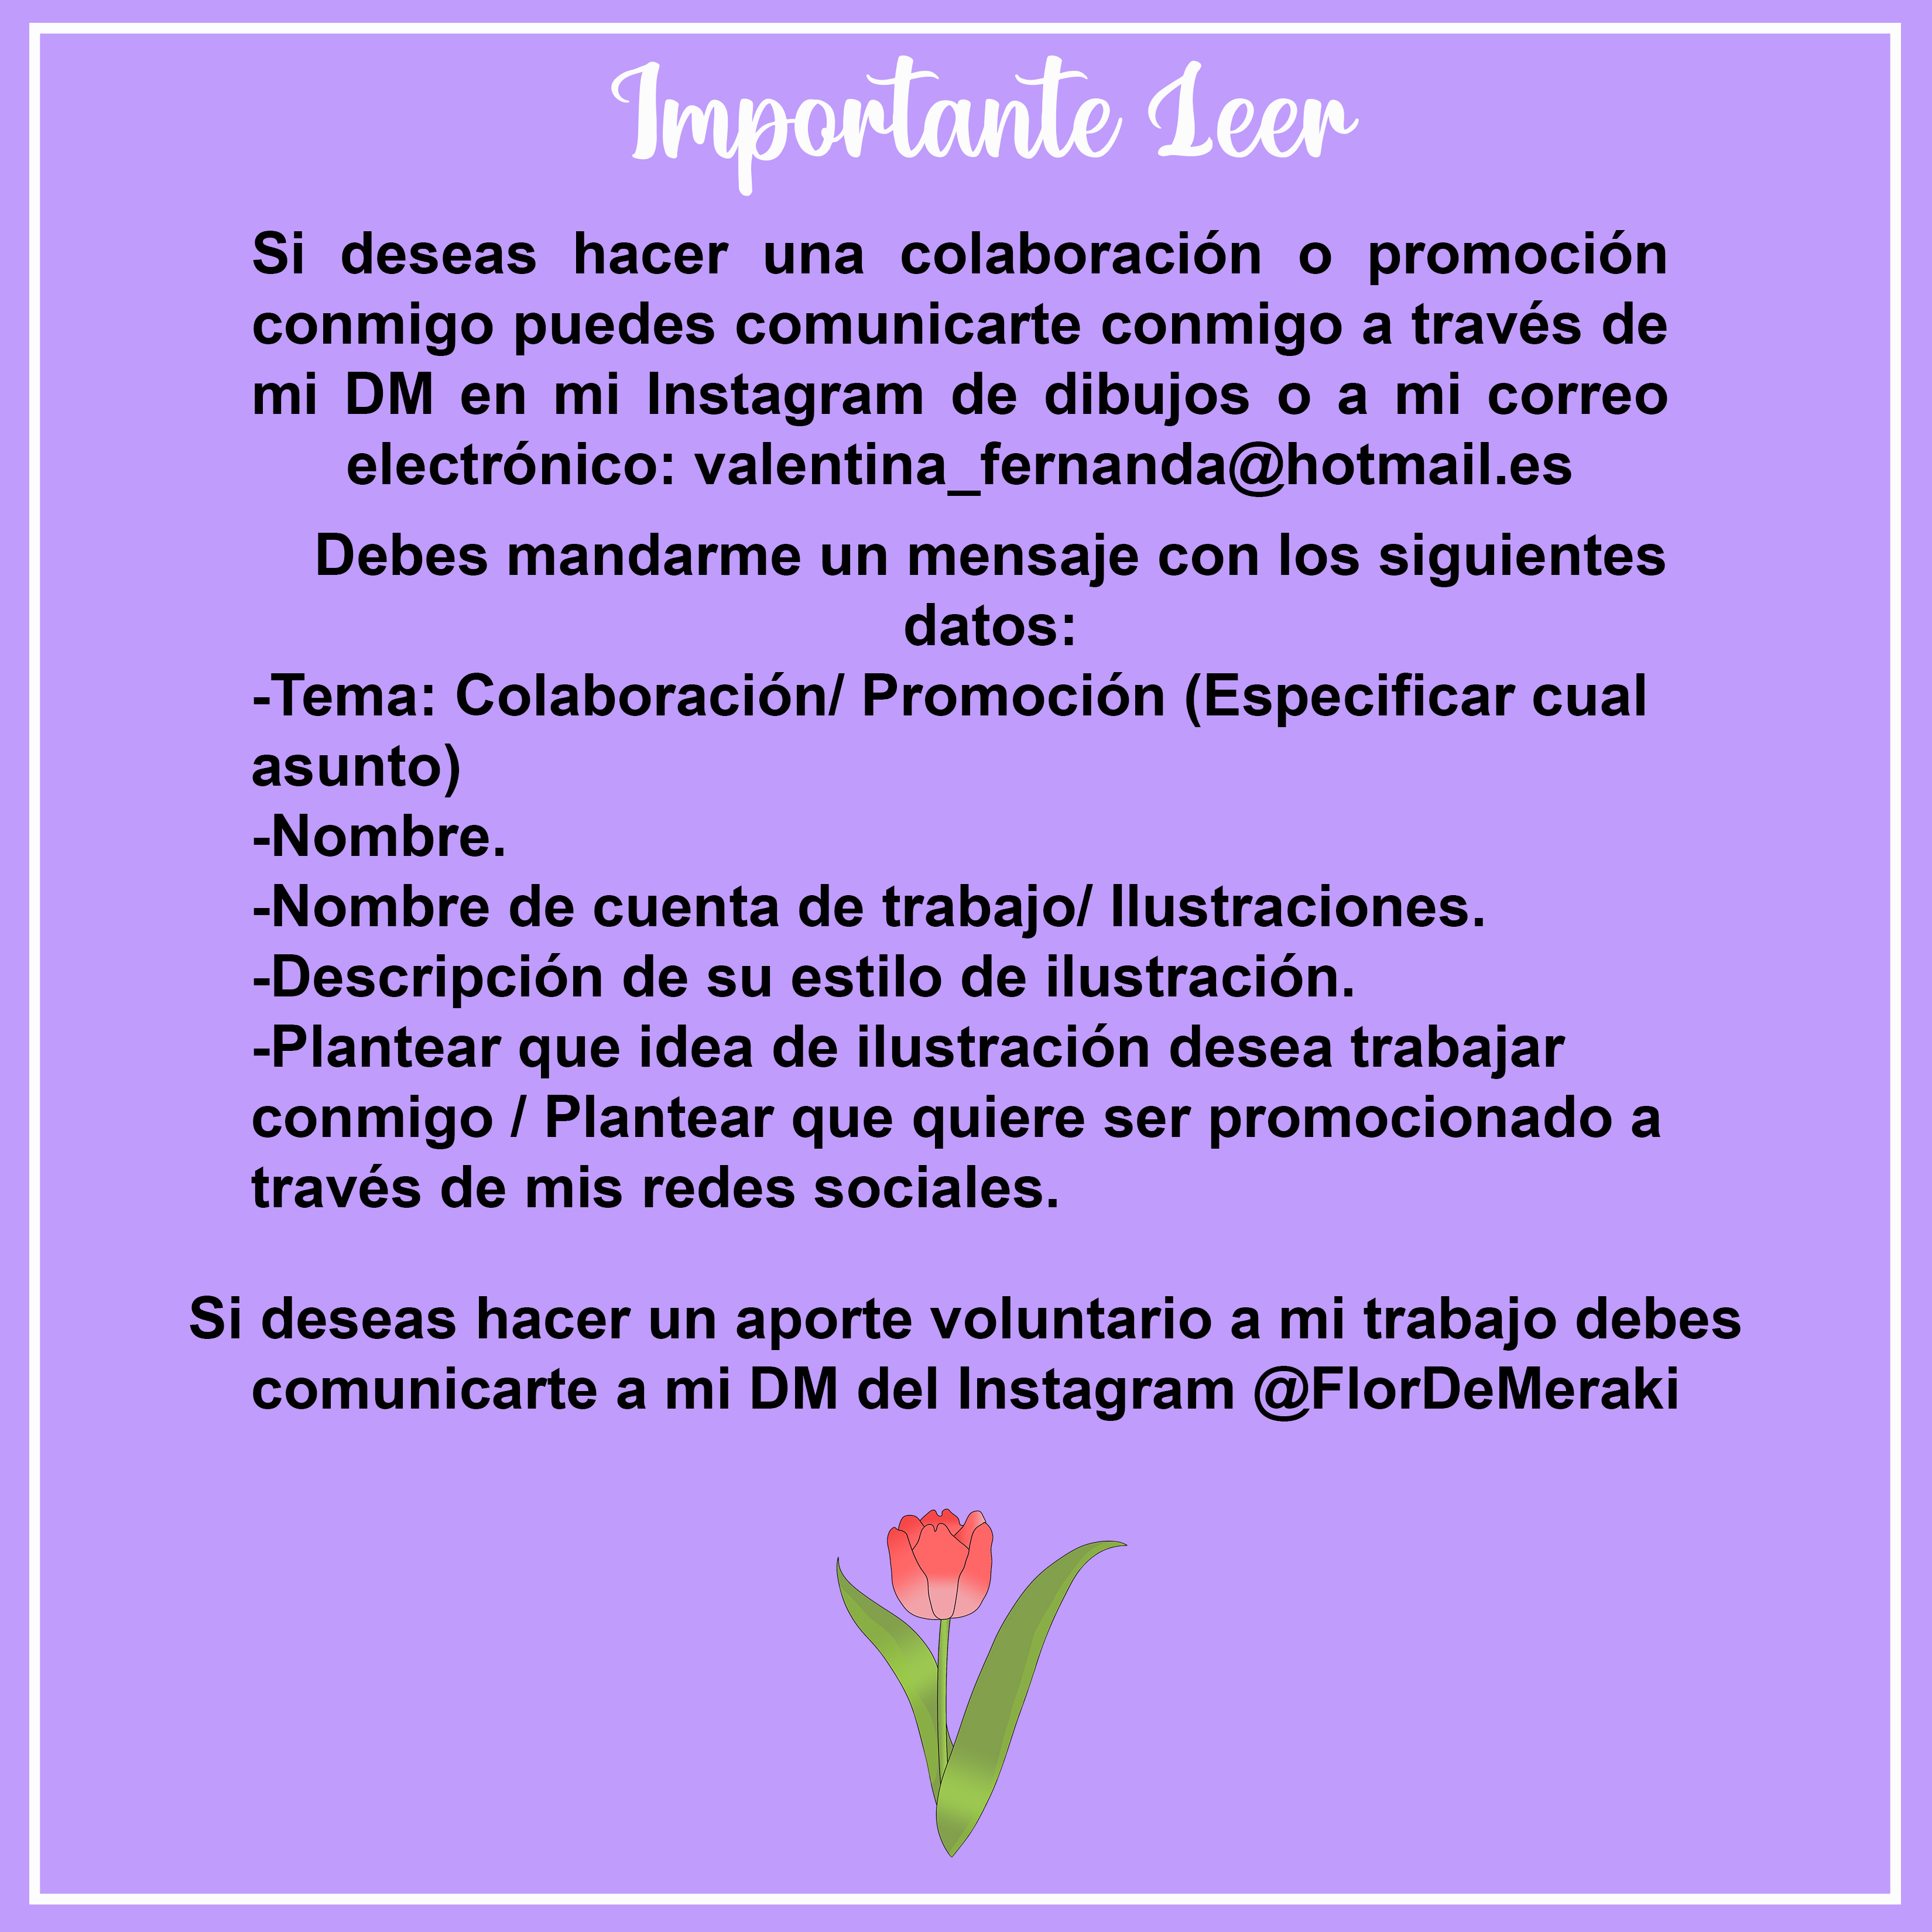 Importante Leer
Si deseas hacer una colaboración o promoción
conmigo puedes comunicarte conmigo a través de
mi DM en mi Instagram de dibujos o a mi correo
electrónico: valentina_fernanda@hotmail.es
Debes mandarme un mensaje con los siguientes
datos:
-Tema: Colaboración/ Promoción (Especificar cual
asunto)
-Nombre.
-Nombre de cuenta de trabajo/ Ilustraciones.
-Descripción de su estilo de ilustración.
-Plantear que idea de ilustración desea trabajar
conmigo / Plantear que quiere ser promocionado a
través de mis redes sociales.
Si deseas hacer un aporte voluntario a mi trabajo debes
comunicarte a mi DM del Instagram @FlorDeMeraki